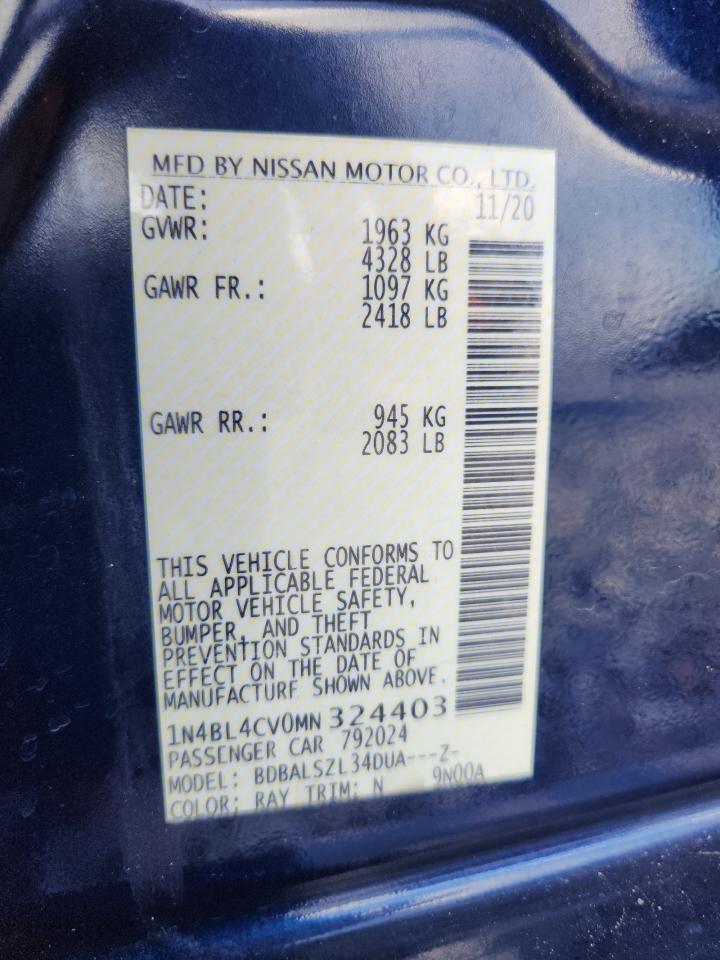 MFD BY NISSAN MOTOR CO., LTD.
DATE: 11/20
GVWR: 1963 KG
4328 LB
GAWR FR.: 1097 KG
2418 LB
GAWR RR.: 945 KG
2083 LB
THIS VEHICLE CONFORMS TO
ALL APPLICABLE FEDERAL
MOTOR VEHICLE SAFETY,
BUMPER, AND THEFT
PREVENTION STANDARDS IN
EFFECT ON THE DATE OF
MANUFACTURE SHOWN ABOVE.
1N4BL4CV0MN 324403
PASSENGER CAR 792024
MODEL: BDBALSZL34DUA---Z-
COLOR: RAY TRIM: N 9N00A